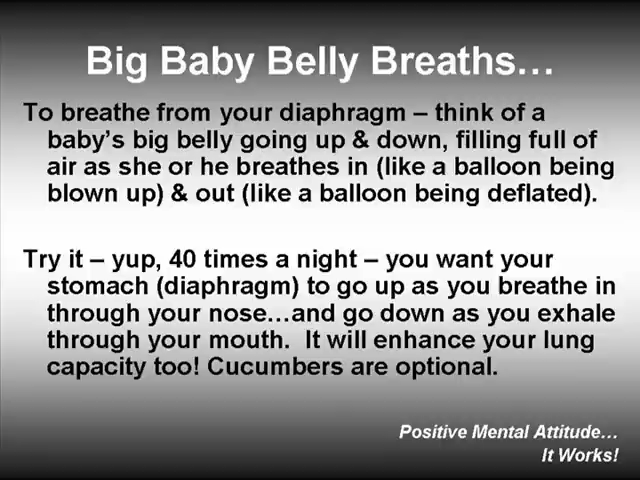 Big Baby Belly Breaths…
To breathe from your diaphragm – think of a
baby's big belly going up & down, filling full of
air as she or he breathes in (like a balloon being
blown up) & out (like a balloon being deflated).
Try it – yup, 40 times a night – you want your
stomach (diaphragm) to go up as you breathe in
through your nose…and go down as you exhale
through your mouth.  It will enhance your lung
capacity too! Cucumbers are optional.
Positive Mental Attitude…
It Works!